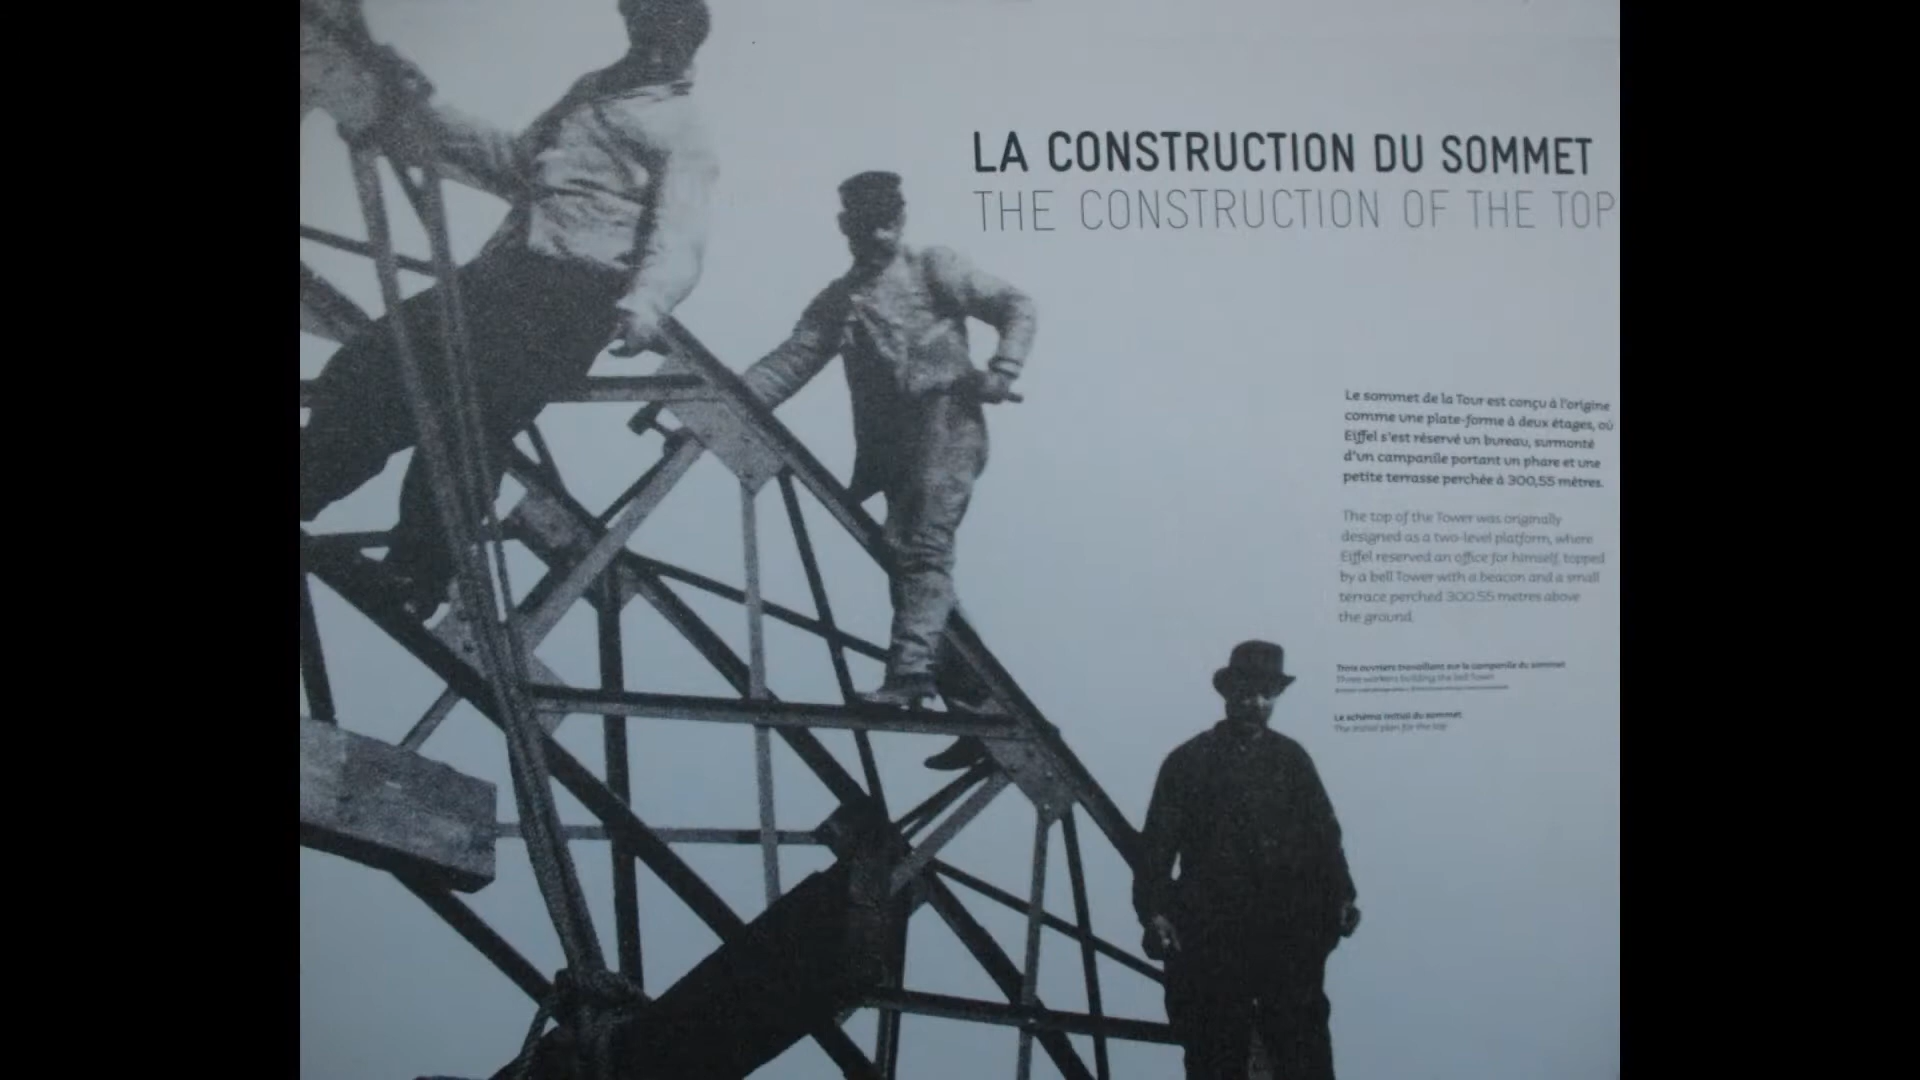 LA CONSTRUCTION DU SOMMET
THE CONSTRUCTION OF THE TOP
Le sommet de la Tour est conçu à l'origine
comme une plate-forme à deux étages, où
Eiffel s'est réservé un bureau, surmonté
d'un campanile portant un phare et une
petite terrasse perchée à 300,55 mètres.
The top of the Tower was originally
designed as a two-level platform, where
Eiffel reserved an office for himself, topped
by a bell Tower with a beacon and a small
terrace perched 300.55 metres above
the ground.
Trois ouvriers travaillant sur le campanile du sommet
Three workers building the bell Tower
Le schéma initial du sommet
The initial plan for the top